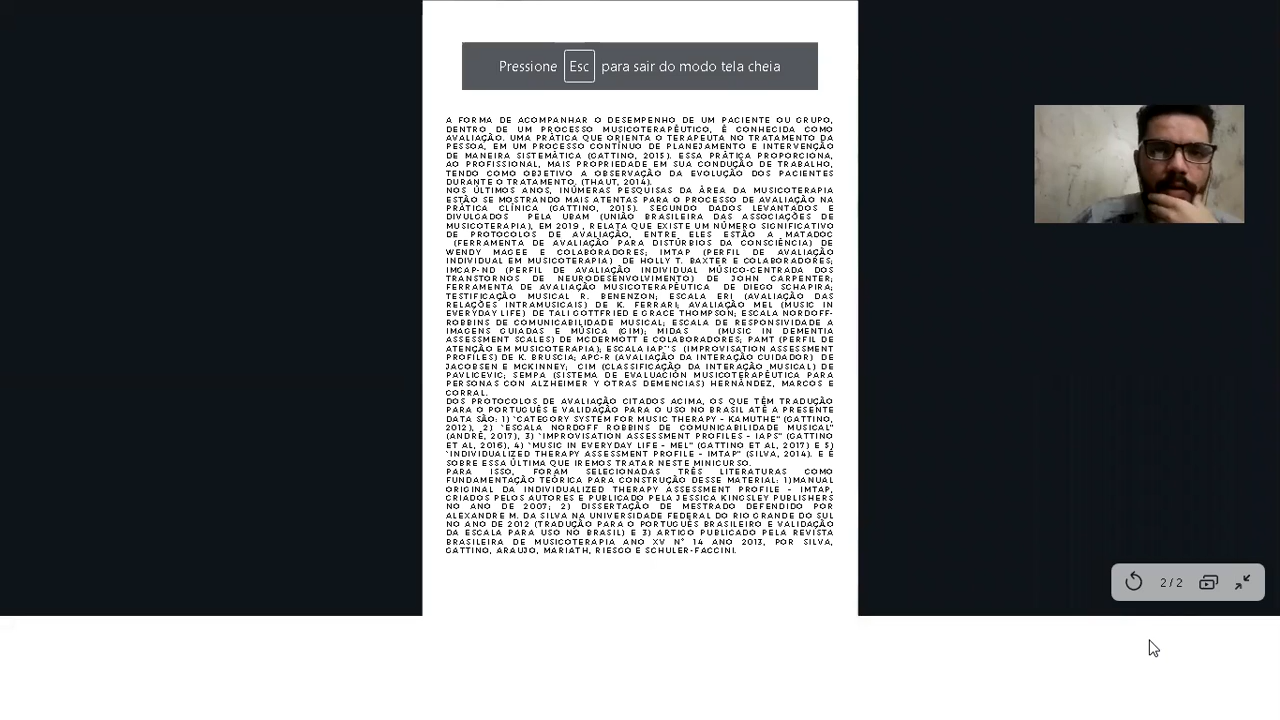 Pressione Esc para sair do modo tela cheia
A FORMA DE ACOMPANHAR O DESEMPENHO DE UM PACIENTE OU GRUPO,
DENTRO DE UM PROCESSO MUSICOTERAPÊUTICO, É CONHECIDA COMO
AVALIAÇÃO. UMA PRÁTICA QUE ORIENTA O TERAPEUTA NO TRATAMENTO DA
PESSOA, EM UM PROCESSO CONTÍNUO DE PLANEJAMENTO E INTERVENÇÃO
DE MANEIRA SISTEMÁTICA (GATTINO, 2015). ESSA PRÁTICA PROPORCIONA,
AO PROFISSIONAL, MAIS PROPRIEDADE EM SUA CONDUÇÃO DE TRABALHO,
TENDO COMO OBJETIVO A OBSERVAÇÃO DA EVOLUÇÃO DOS PACIENTES
DURANTE O TRATAMENTO. (THAUT, 2014).
NOS ÚLTIMOS ANOS, INÚMERAS PESQUISAS DA ÁREA DA MUSICOTERAPIA
ESTÃO SE MOSTRANDO MAIS ATENTAS PARA O PROCESSO DE AVALIAÇÃO NA
PRÁTICA CLÍNICA (GATTINO, 2015). SEGUNDO DADOS LEVANTADOS E
DIVULGADOS PELA UBAM (UNIÃO BRASILEIRA DAS ASSOCIAÇÕES DE
MUSICOTERAPIA), EM 2019 , RELATA QUE EXISTE UM NÚMERO SIGNIFICATIVO
DE PROTOCOLOS DE AVALIAÇÃO, ENTRE ELES ESTÃO A MATADOC
(FERRAMENTA DE AVALIAÇÃO PARA DISTÚRBIOS DA CONSCIÊNCIA) DE
WENDY MAGEE E COLABORADORES; IMTAP (PERFIL DE AVALIAÇÃO
INDIVIDUAL EM MUSICOTERAPIA) DE HOLLY T. BAXTER E COLABORADORES;
IMCAP-ND (PERFIL DE AVALIAÇÃO INDIVIDUAL MÚSICO-CENTRADA DOS
TRANSTORNOS DE NEURODESENVOLVIMENTO) DE JOHN CARPENTER;
FERRAMENTA DE AVALIAÇÃO MUSICOTERAPÊUTICA DE DIEGO SCHAPIRA;
TESTIFICAÇÃO MUSICAL R. BENENZON; ESCALA ERI (AVALIAÇÃO DAS
RELAÇÕES INTRAMUSICAIS) DE K. FERRARI; AVALIAÇÃO MEL (MUSIC IN
EVERYDAY LIFE) DE TALI GOTTFRIED E GRACE THOMPSON; ESCALA NORDOFF-
ROBBINS DE COMUNICABILIDADE MUSICAL; ESCALA DE RESPONSIVIDADE A
IMAGENS GUIADAS E MÚSICA (GIM); MIDAS (MUSIC IN DEMENTIA
ASSESSMENT SCALES) DE MCDERMOTT E COLABORADORES; PAMT (PERFIL DE
ATENÇÃO EM MUSICOTERAPIA); ESCALA IAP''S (IMPROVISATION ASSESSMENT
PROFILES) DE K. BRUSCIA; APC-R (AVALIAÇÃO DA INTERAÇÃO CUIDADOR) DE
JACOBSEN E MCKINNEY; CIM (CLASSIFICAÇÃO DA INTERAÇÃO MUSICAL) DE
PAVLICEVIC; SEMPA (SISTEMA DE EVALUACIÓN MUSICOTERAPÊUTICA PARA
PERSONAS CON ALZHEIMER Y OTRAS DEMENCIAS) HERNÁNDEZ, MARCOS E
CORRAL.
DOS PROTOCOLOS DE AVALIAÇÃO CITADOS ACIMA, OS QUE TÊM TRADUÇÃO
PARA O PORTUGUÊS E VALIDAÇÃO PARA O USO NO BRASIL ATÉ A PRESENTE
DATA SÃO: 1) "CATEGORY SYSTEM FOR MUSIC THERAPY - KAMUTHE" (GATTINO,
2012), 2) "ESCALA NORDOFF ROBBINS DE COMUNICABILIDADE MUSICAL"
(ANDRÉ, 2017), 3) "IMPROVISATION ASSESSMENT PROFILES - IAPS" (GATTINO
ET AL, 2016), 4) "MUSIC IN EVERYDAY LIFE - MEL" (GATTINO ET AL, 2017) E 5)
"INDIVIDUALIZED THERAPY ASSESSMENT PROFILE - IMTAP" (SILVA, 2014). E É
SOBRE ESSA ÚLTIMA QUE IREMOS TRATAR NESTE MINICURSO.
PARA ISSO, FORAM SELECIONADAS TRÊS LITERATURAS COMO
FUNDAMENTAÇÃO TEÓRICA PARA CONSTRUÇÃO DESSE MATERIAL: 1)MANUAL
ORIGINAL DA INDIVIDUALIZED THERAPY ASSESSMENT PROFILE - IMTAP,
CRIADOS PELOS AUTORES E PUBLICADO PELA JESSICA KINGSLEY PUBLISHERS
NO ANO DE 2007; 2) DISSERTAÇÃO DE MESTRADO DEFENDIDO POR
ALEXANDRE M. DA SILVA NA UNIVERSIDADE FEDERAL DO RIO GRANDE DO SUL
NO ANO DE 2012 (TRADUÇÃO PARA O PORTUGUÊS BRASILEIRO E VALIDAÇÃO
DA ESCALA PARA USO NO BRASIL) E 3) ARTIGO PUBLICADO PELA REVISTA
BRASILEIRA DE MUSICOTERAPIA ANO XV N° 14 ANO 2013, POR SILVA,
GATTINO, ARAUJO, MARIATH, RIESGO E SCHULER-FACCINI.
2 / 2